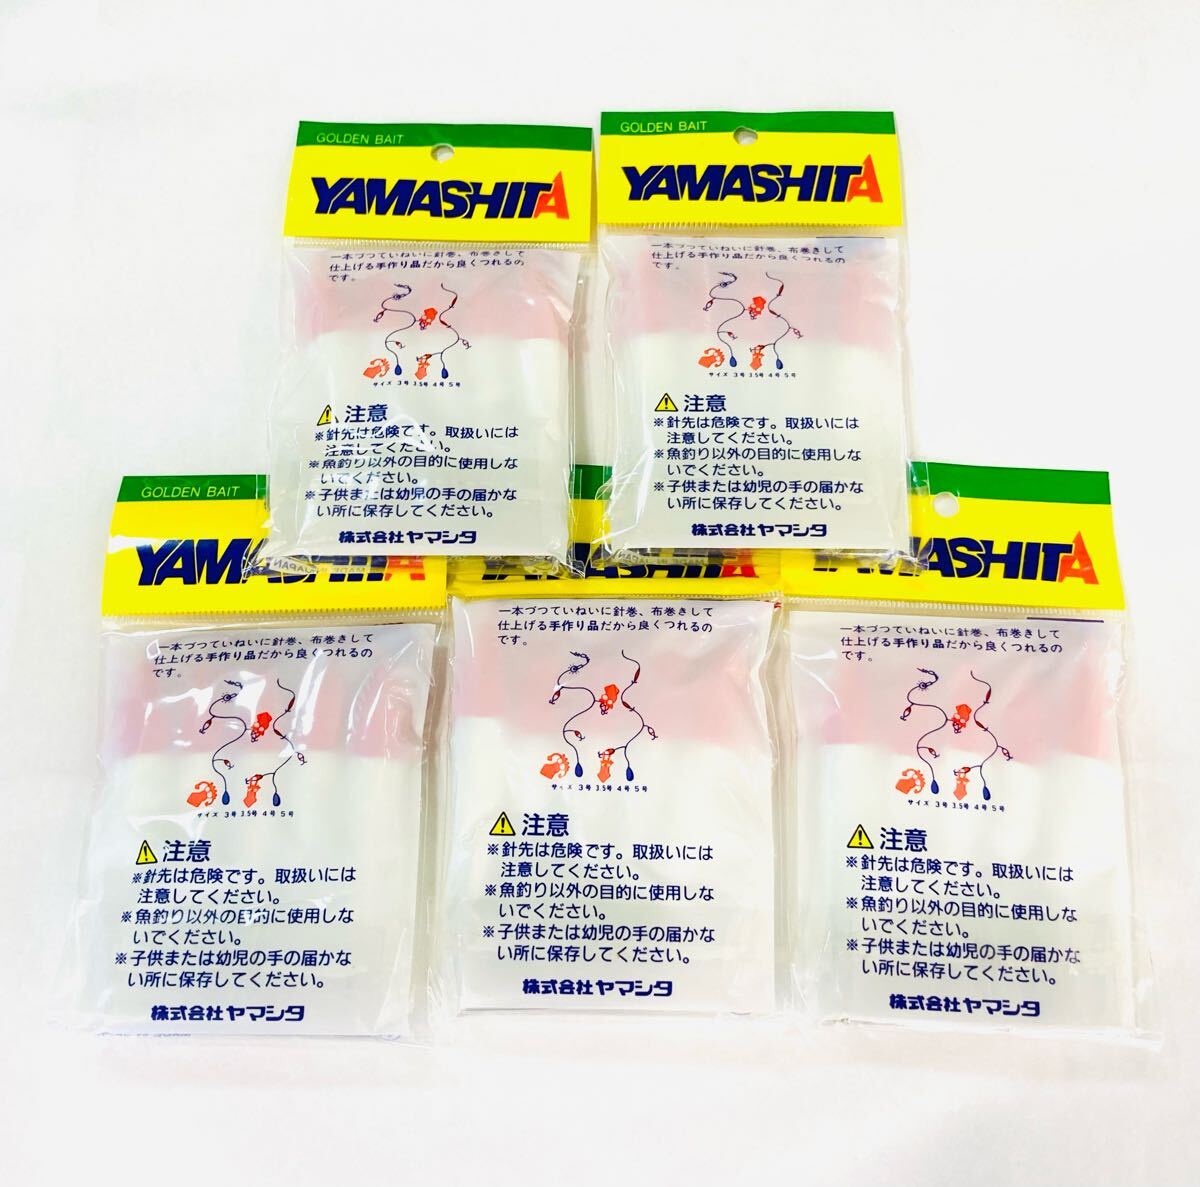 GOLDEN BAIT
YAMASHITA
一本づつていねいに針巻、布巻きして
仕上げる手作り品だから良くつれるの
です。
サイズ 3号 3.5号 4号 5号
注意
※針先は危険です。取扱いには
注意してください。
※魚釣り以外の目的に使用しな
いでください。
※子供または幼児の手の届かな
い所に保存してください。
株式会社ヤマシタ
GOLDEN BAIT
YAMASHITA
一本づつていねいに針巻、布巻きして
仕上げる手作り品だから良くつれるの
です。
サイズ 3号 3.5号 4号 5号
注意
※針先は危険です。取扱いには
注意してください。
※魚釣り以外の目的に使用しな
いでください。
※子供または幼児の手の届かな
い所に保存してください。
株式会社ヤマシタ
GOLDEN BAIT
YAMASHITA
一本づつていねいに針巻、布巻きして
仕上げる手作り品だから良くつれるの
です。
サイズ 3号 3.5号 4号 5号
注意
※針先は危険です。取扱いには
注意してください。
※魚釣り以外の目的に使用しな
いでください。
※子供または幼児の手の届かな
い所に保存してください。
株式会社ヤマシタ
YAMASHITA
一本づつていねいに針巻、布巻きして
仕上げる手作り品だから良くつれるの
です。
サイズ 3号 3.5号 4号 5号
注意
※針先は危険です。取扱いには
注意してください。
※魚釣り以外の目的に使用しな
いでください。
※子供または幼児の手の届かな
い所に保存してください。
株式会社ヤマシタ
YAMASHITA
一本づつていねいに針巻、布巻きして
仕上げる手作り品だから良くつれるの
です。
サイズ 3号 3.5号 4号 5号
注意
※針先は危険です。取扱いには
注意してください。
※魚釣り以外の目的に使用しな
いでください。
※子供または幼児の手の届かな
い所に保存してください。
株式会社ヤマシタ